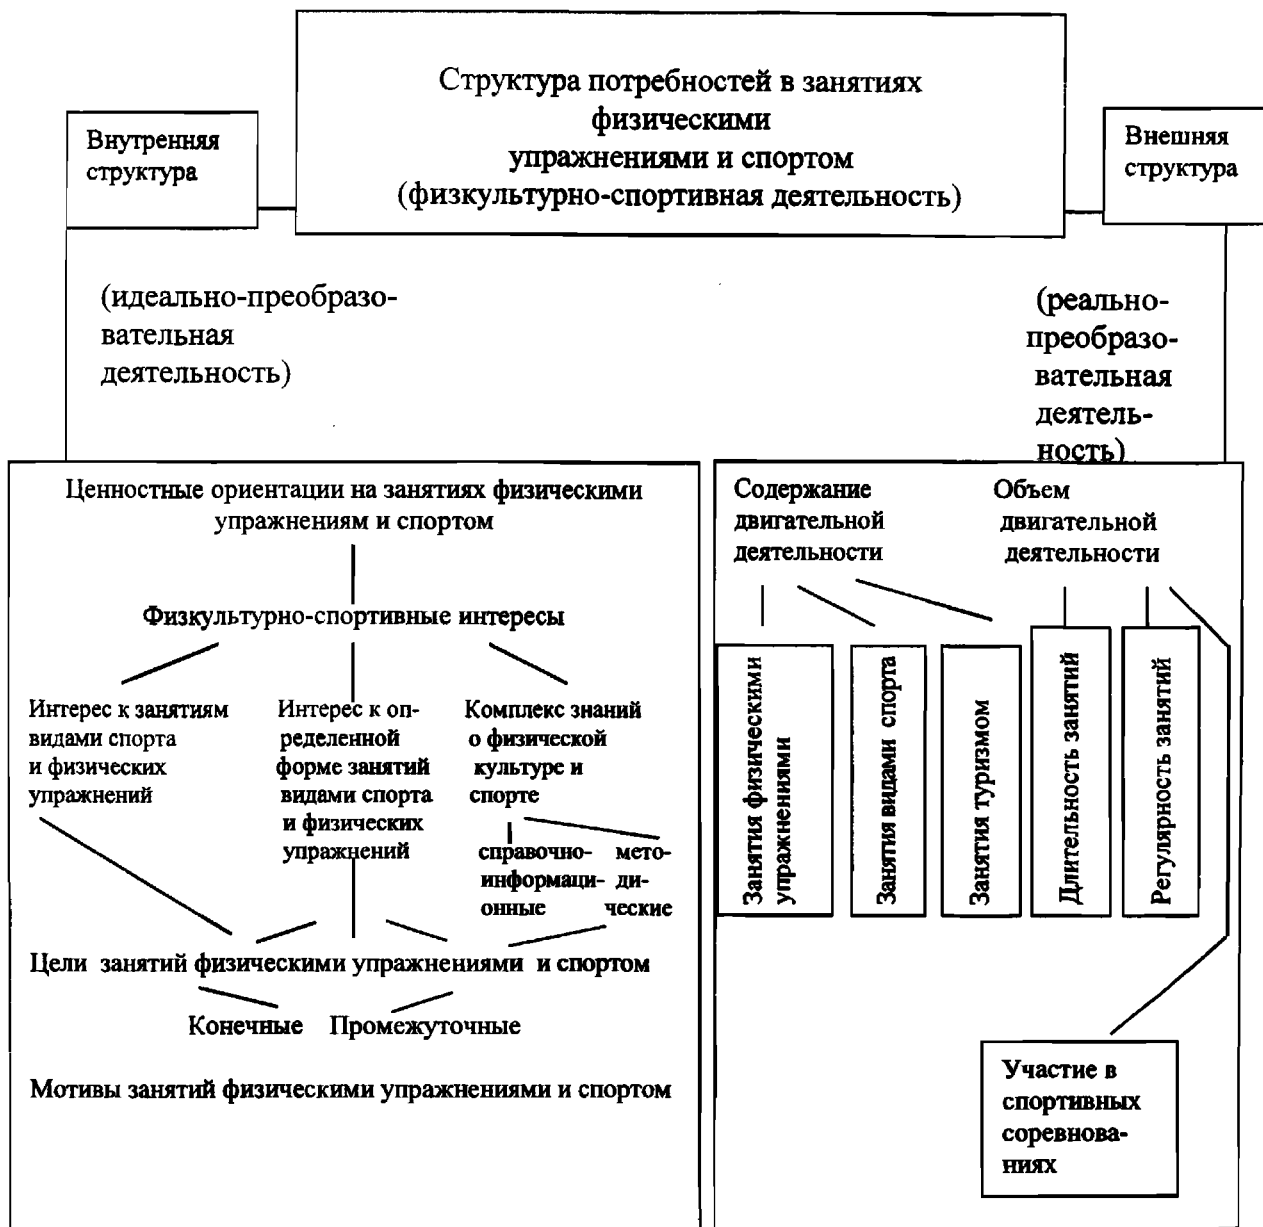 Структура потребностей в занятиях
физическими
упражнениями и спортом
(физкультурно-спортивная деятельность)
Внутренняя
структура
Внешняя
структура
(идеально-преобразо-
вательная
деятельность)
(реально-
преобразо-
вательная
деятель-
ность)
Ценностные ориентации на занятиях физическими
упражнениям и спортом
Физкультурно-спортивные интересы
Интерес к занятиям
видами спорта
и физических
упражнений
Интерес к оп-
ределенной
форме занятий
видами спорта
и физических
упражнений
Комплекс знаний
о физической
культуре и
спорте
справочно-
информаци-
онные
мето-
ди-
ческие
Цели занятий физическими упражнениями и спортом
Конечные Промежуточные
Мотивы занятий физическими упражнениями и спортом
Содержание
двигательной
деятельности
Объем
двигательной
деятельности
Занятия физическими
упражнениями
Занятия видами спорта
Занятия туризмом
Длительность занятий
Регулярность занятий
Участие в
спортивных
соревнова-
ниях